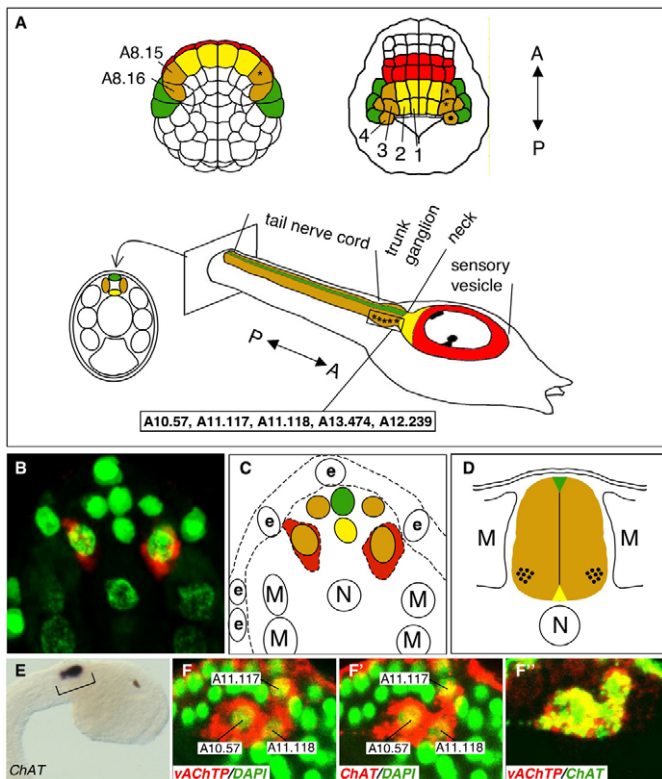 A
A8.15
A8.16
4
3
2
1
A
P
tail nerve cord
trunk
ganglion
neck
sensory
vesicle
P
A
A10.57, A11.117, A11.118, A13.474, A12.239
B
C
e
e
e
e
e
M
N
M
M
M
D
M
M
N
E
ChAT
F
A11.117
A10.57
A11.118
vAChTP/DAPI
F'
A11.117
A10.57
A11.118
ChAT/DAPI
F"
vAChTP/ChAT